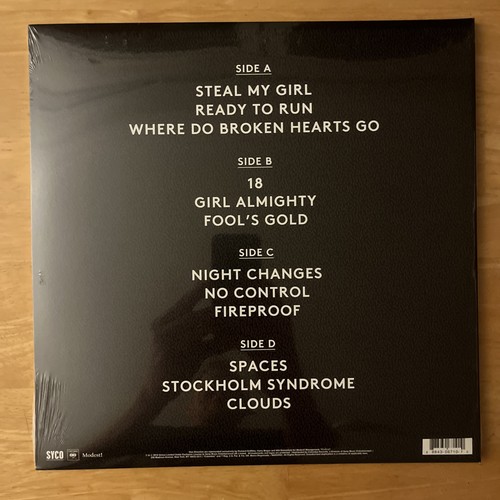 SIDE A
STEAL MY GIRL
READY TO RUN
WHERE DO BROKEN HEARTS GO
SIDE B
18
GIRL ALMIGHTY
FOOL'S GOLD
SIDE C
NIGHT CHANGES
NO CONTROL
FIREPROOF
SIDE D
SPACES
STOCKHOLM SYNDROME
CLOUDS
SYCO
Modest!